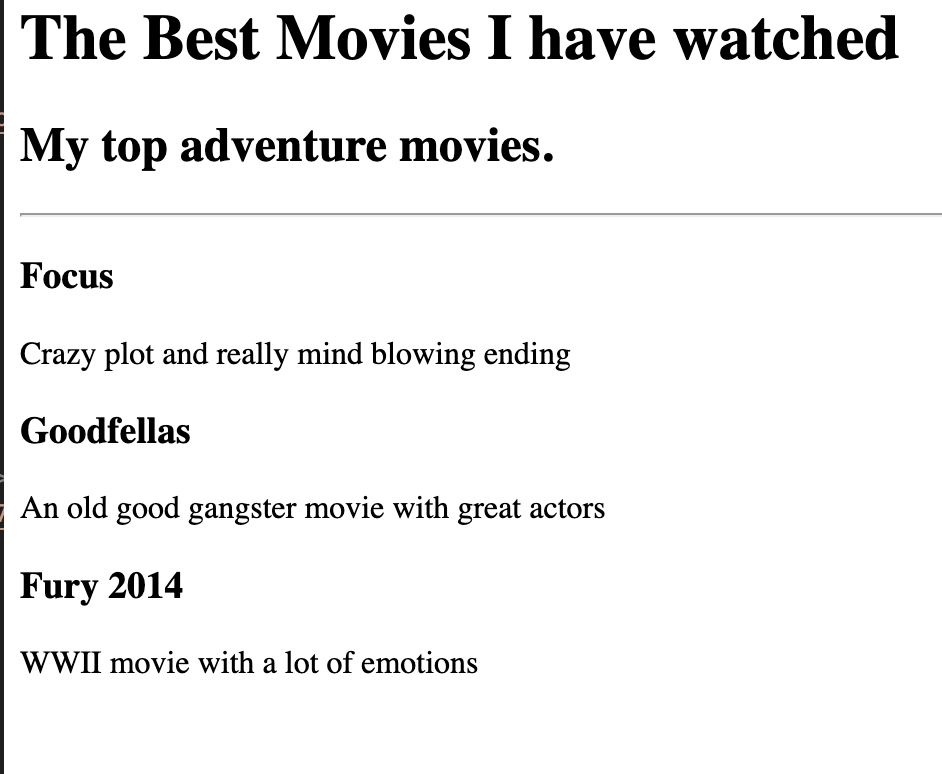 The Best Movies I have watched
My top adventure movies.
Focus
Crazy plot and really mind blowing ending
Goodfellas
An old good gangster movie with great actors
Fury 2014
WWII movie with a lot of emotions